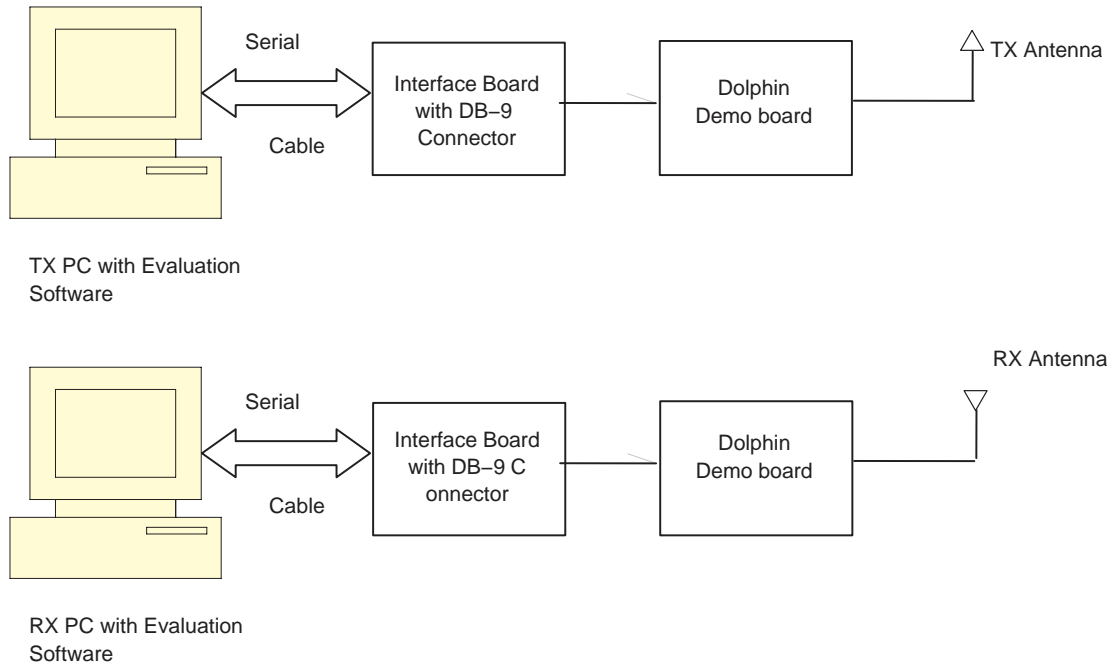 Serial
Cable
Interface Board
with DB−9
Connector
Dolphin
Demo board
TX Antenna
TX PC with Evaluation
Software
RX Antenna
Serial
Cable
Interface Board
with DB−9 C
onnector
Dolphin
Demo board
RX PC with Evaluation
Software